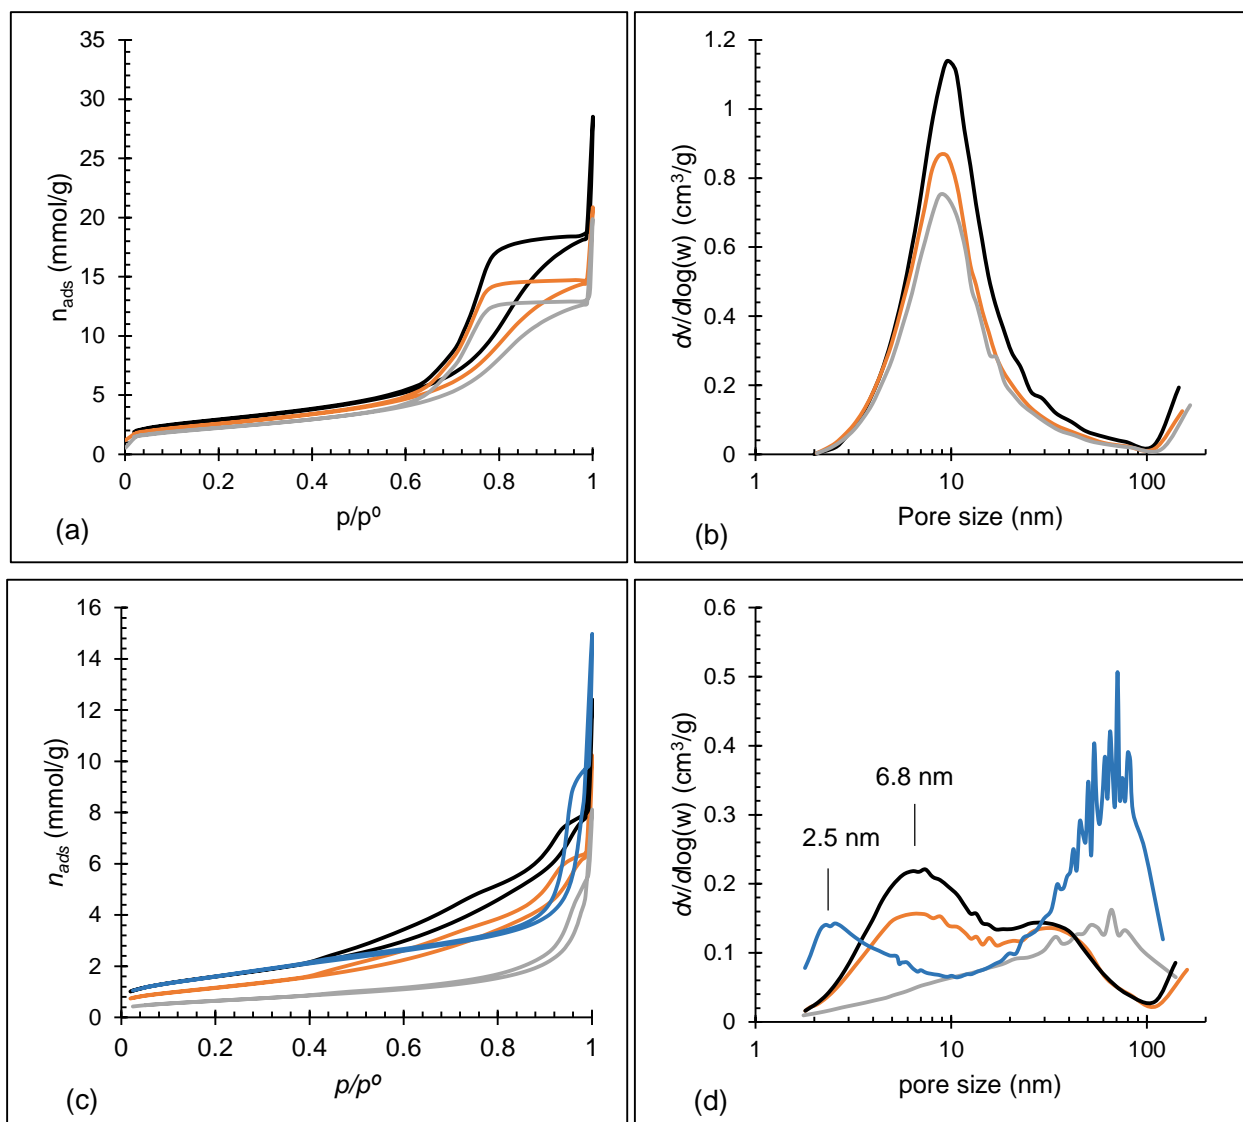 35
30
25
20
15
10
5
0
n_ads (mmol/g)
0 0.2 0.4 0.6 0.8 1
p/pº
(a)
1.2
1
0.8
0.6
0.4
0.2
0
dv/dlog(w) (cm³/g)
1 10 100
Pore size (nm)
(b)
16
14
12
10
8
6
4
2
0
n_ads (mmol/g)
0 0.2 0.4 0.6 0.8 1
p/pº
(c)
0.6
0.5
0.4
0.3
0.2
0.1
0
dv/dlog(w) (cm³/g)
6.8 nm
2.5 nm
1 10 100
pore size (nm)
(d)